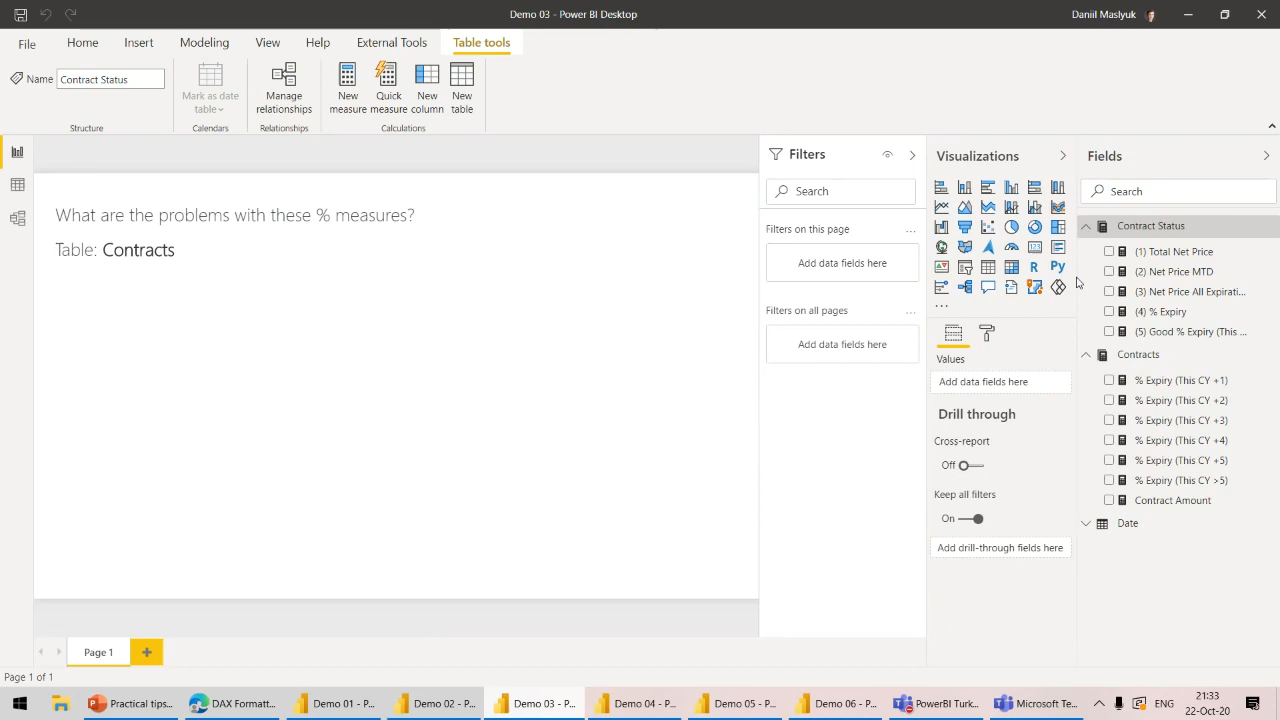 Demo 03 - Power BI Desktop
Daniil Maslyuk
File Home Insert Modeling View Help External Tools Table tools
Name Contract Status
Mark as date table
Manage relationships
New measure
Quick measure
New column
New table
Structure Calendars Relationships Calculations
What are the problems with these % measures?
Table: Contracts
Filters
Search
Filters on this page ...
Add data fields here
Filters on all pages ...
Add data fields here
Visualizations
R Py
...
Values
Add data fields here
Drill through
Cross-report
Off
Keep all filters
On
Add drill-through fields here
Fields
Search
Contract Status
(1) Total Net Price
(2) Net Price MTD
(3) Net Price All Expirati...
(4) % Expiry
(5) Good % Expiry (This ...
Contracts
% Expiry (This CY +1)
% Expiry (This CY +2)
% Expiry (This CY +3)
% Expiry (This CY +4)
% Expiry (This CY +5)
% Expiry (This CY >5)
Contract Amount
Date
Page 1
Page 1 of 1
Practical tips... DAX Formatt... Demo 01 - P... Demo 02 - P... Demo 03 - P... Demo 04 - P... Demo 05 - P... Demo 06 - P... PowerBI Turk... Microsoft Te...
21:33
22-Oct-20